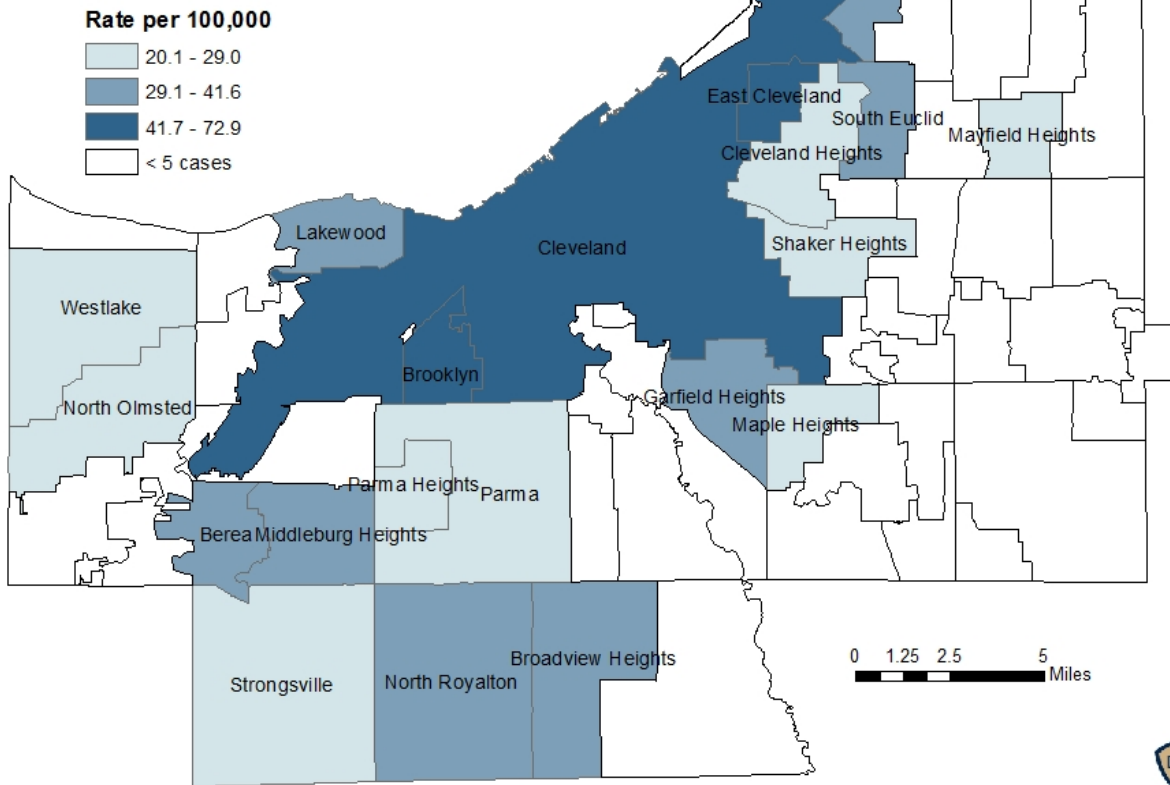 Rate per 100,000
20.1 - 29.0
29.1 - 41.6
41.7 - 72.9
< 5 cases
East Cleveland
South Euclid
Mayfield Heights
Cleveland Heights
Lakewood
Cleveland
Shaker Heights
Westlake
Brooklyn
North Olmsted
Garfield Heights
Maple Heights
Parma Heights
Parma
Berea
Middleburg Heights
Broadview Heights
Strongsville
North Royalton
0 1.25 2.5 5
Miles